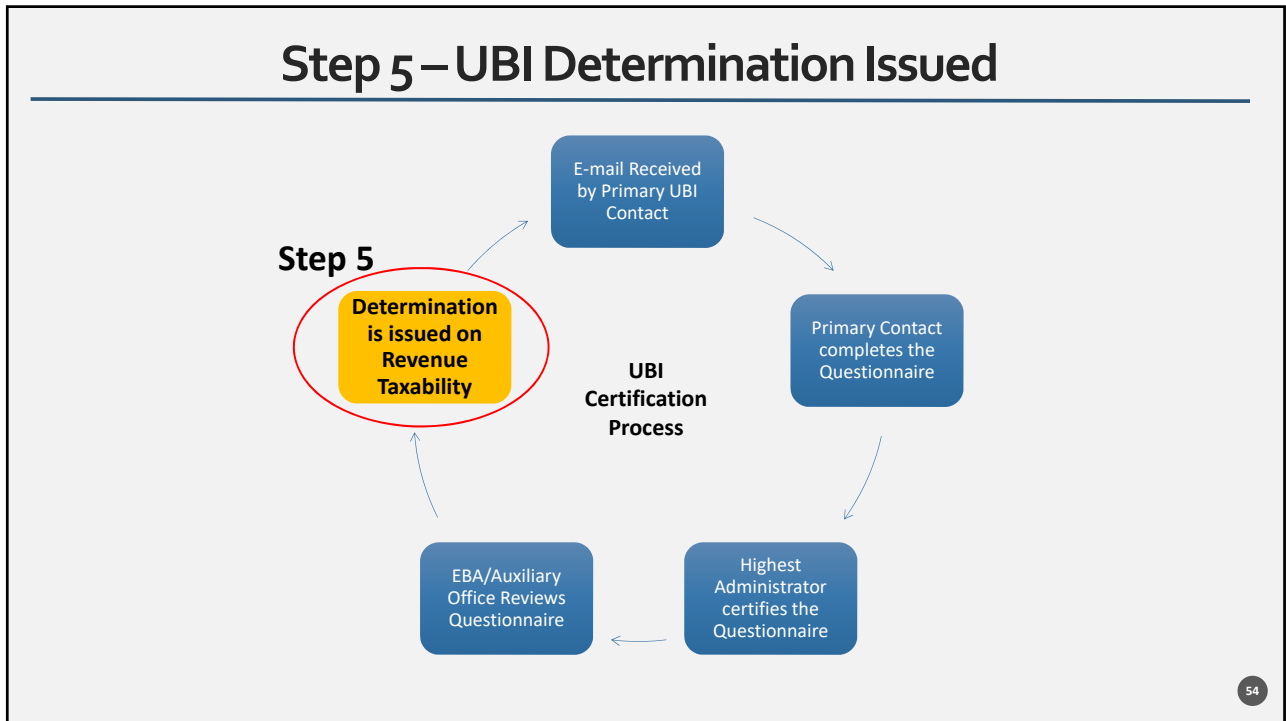 Step 5 – UBI Determination Issued
E-mail Received
by Primary UBI
Contact
Step 5
Determination
is issued on
Revenue
Taxability
Primary Contact
completes the
Questionnaire
UBI
Certification
Process
EBA/Auxiliary
Office Reviews
Questionnaire
Highest
Administrator
certifies the
Questionnaire
54